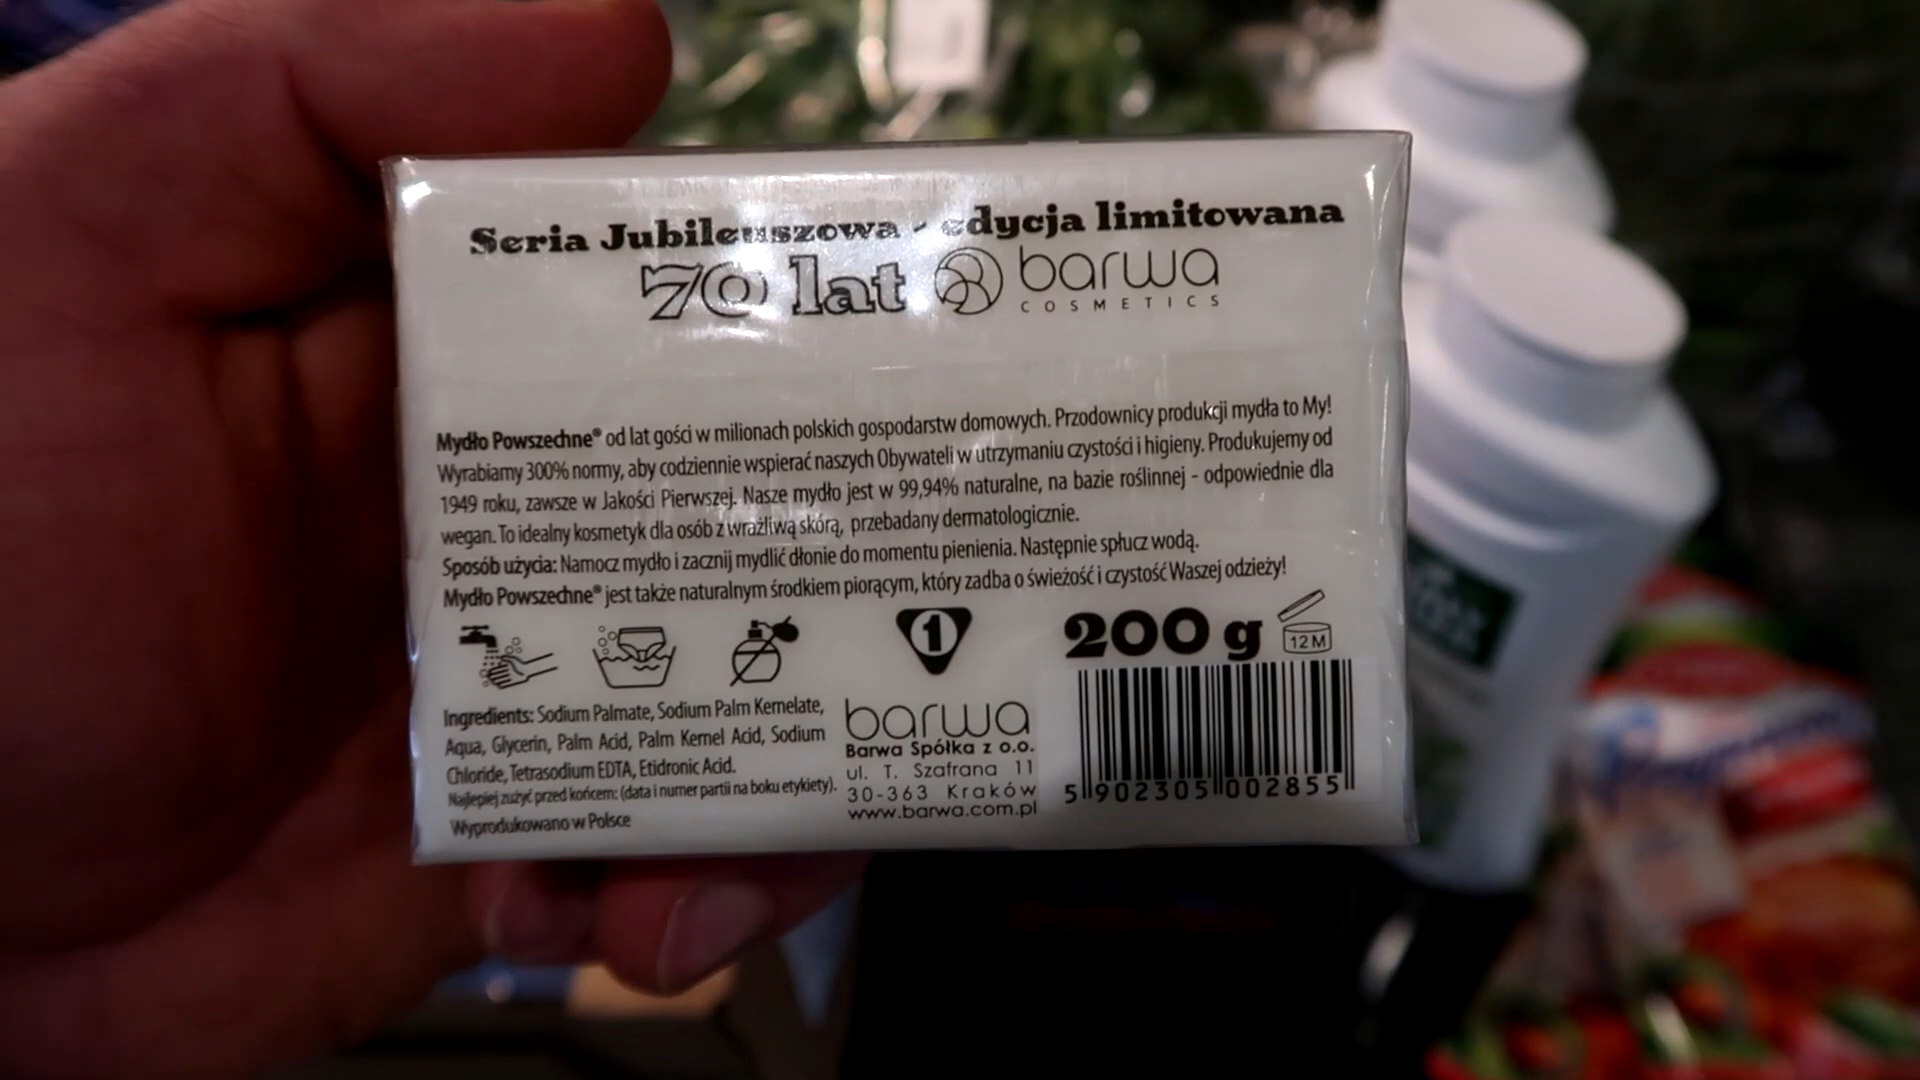 Seria Jubileuszowa - edycja limitowana
70 lat barwa
COSMETICS
Mydło Powszechne® od lat gości w milionach polskich gospodarstw domowych. Przodownicy produkcji mydła to My!
Wyrabiamy 300% normy, aby codziennie wspierać naszych Obywateli w utrzymaniu czystości i higieny. Produkujemy od
1949 roku, zawsze w Jakości Pierwszej. Nasze mydło jest w 99,94% naturalne, na bazie roślinnej - odpowiednie dla
wegan. To idealny kosmetyk dla osób z wrażliwą skórą, przebadany dermatologicznie.
Sposób użycia: Namocz mydło i zacznij mydlić dłonie do momentu pienienia. Następnie spłucz wodą.
Mydło Powszechne® jest także naturalnym środkiem piorącym, który zadba o świeżość i czystość Waszej odzieży!
1
200 g
12 M
Ingredients: Sodium Palmate, Sodium Palm Kernelate,
Aqua, Glycerin, Palm Acid, Palm Kernel Acid, Sodium
Chloride, Tetrasodium EDTA, Etidronic Acid.
Najlepiej zużyć przed końcem: (data i numer partii na boku etykiety).
Wyprodukowano w Polsce
barwa
Barwa Spółka z o.o.
ul. T. Szafrana 11
30-363 Kraków
www.barwa.com.pl
5 902305 002855